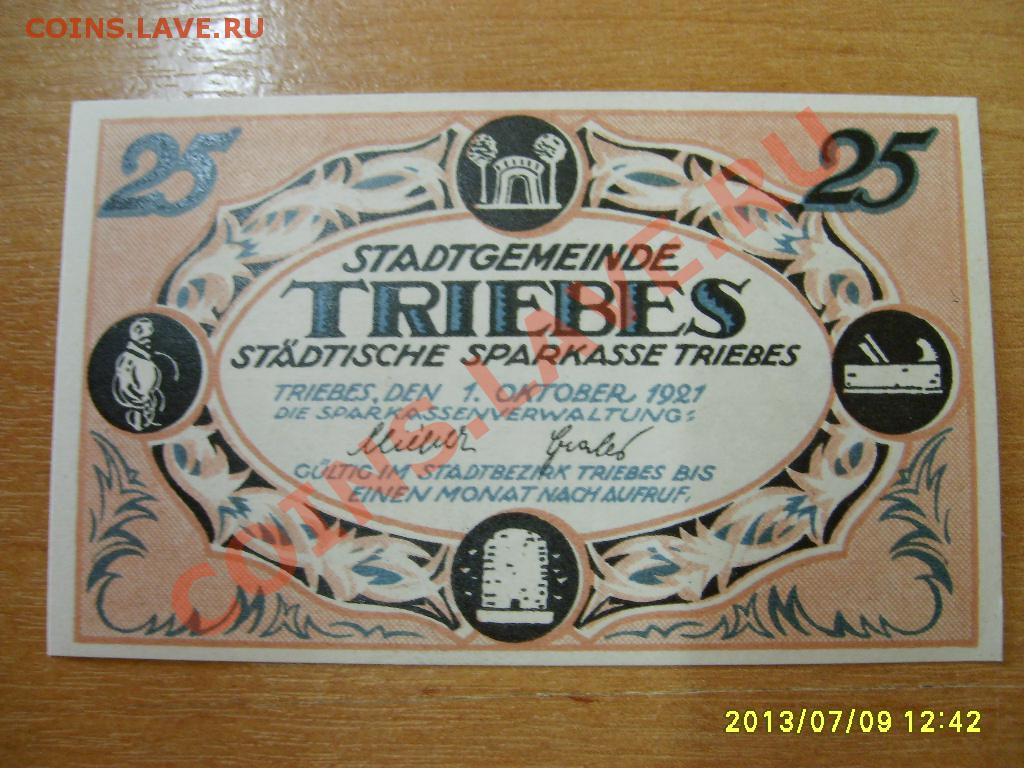 COINS.LAVE.RU
25 25
STADTGEMEINDE
TRIEBES
STÄDTISCHE SPARKASSE TRIEBES
TRIEBES, DEN 1. OKTOBER 1921
DIE SPARKASSENVERWALTUNG:
GÜLTIG IM STADTBEZIRK TRIEBES BIS
EINEN MONAT NACH AUFRUF.
COINS.LAVE.RU
2013/07/09 12:42